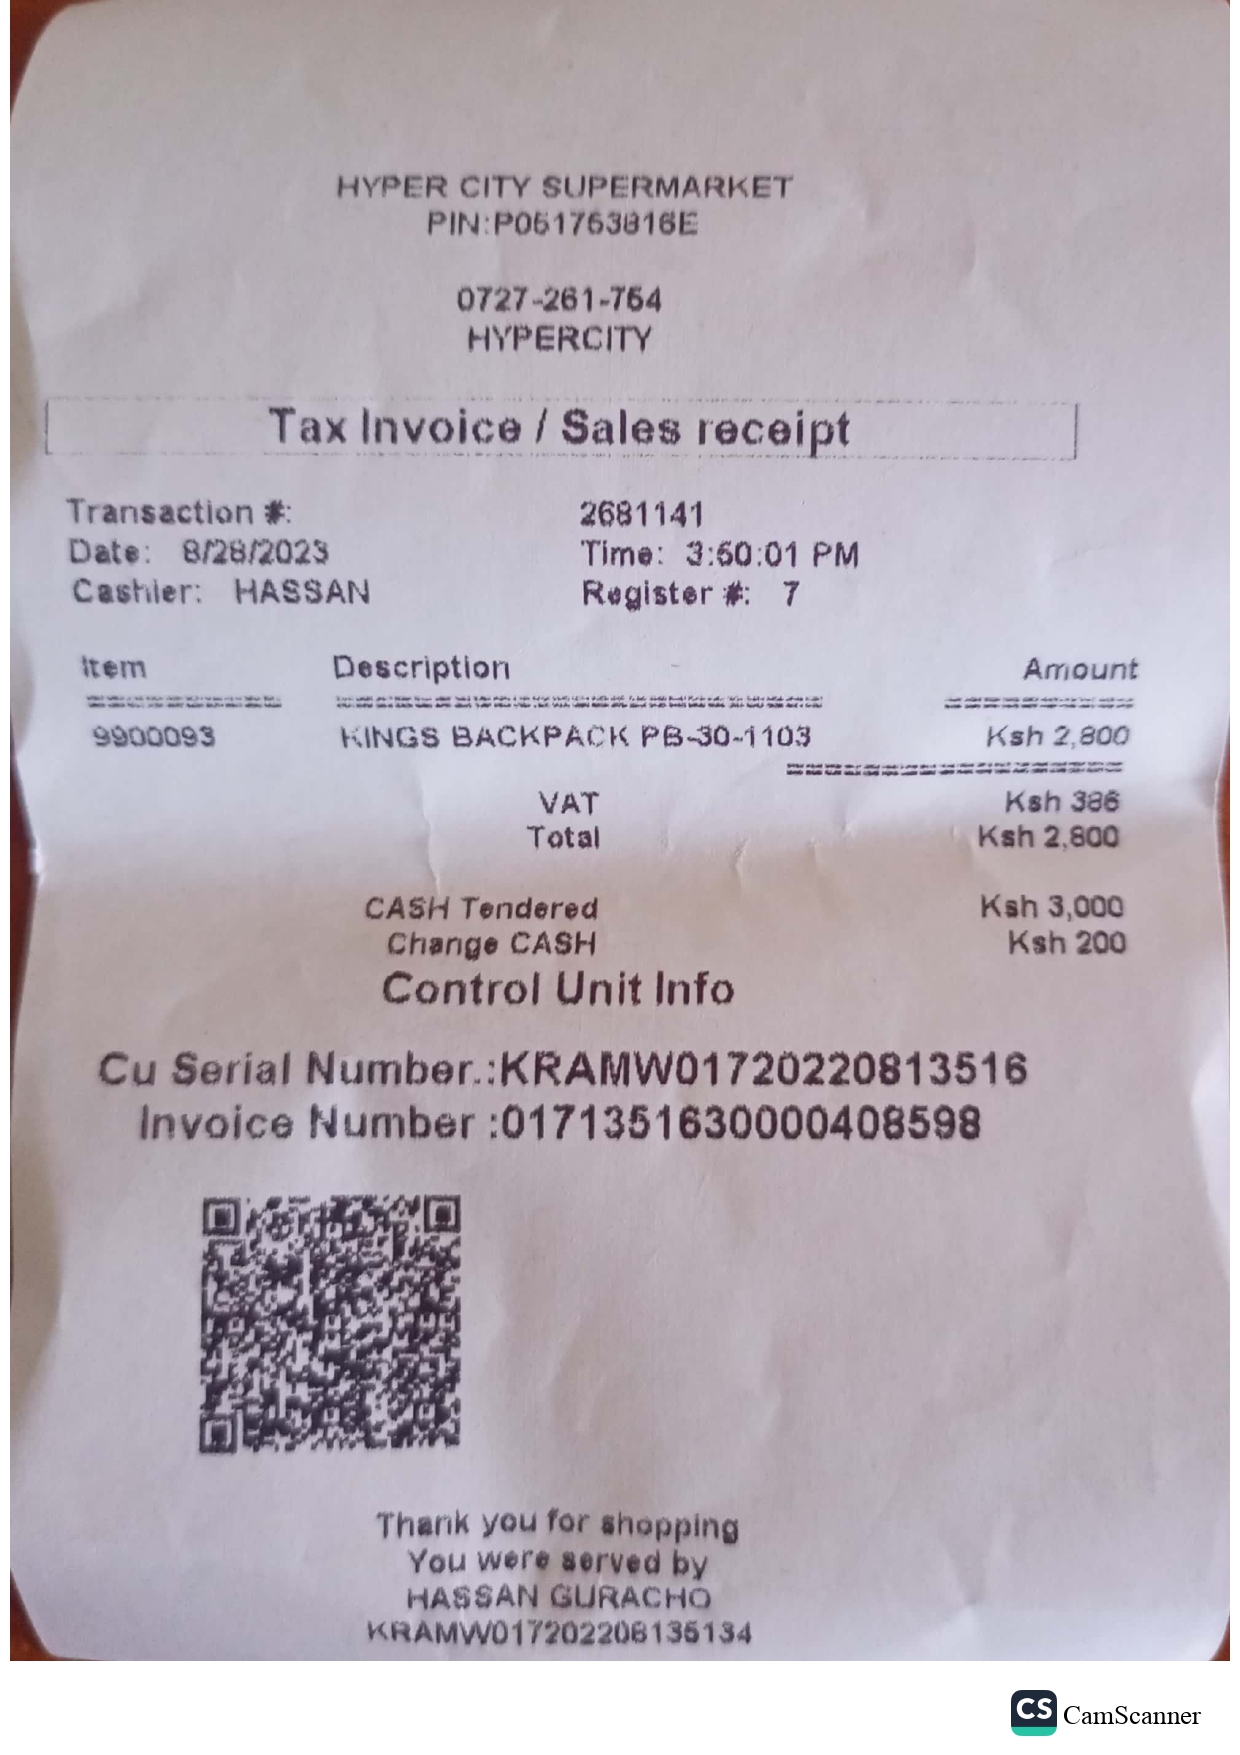 HYPER CITY SUPERMARKET
PIN:P051753816E
0727-261-754
HYPERCITY
Tax Invoice / Sales receipt
Transaction #: 2681141
Date: 8/28/2023 Time: 3:50:01 PM
Cashier: HASSAN Register #: 7
Item Description Amount
9900093 KINGS BACKPACK PB-30-1103 Ksh 2,800
VAT Ksh 386
Total Ksh 2,800
CASH Tendered Ksh 3,000
Change CASH Ksh 200
Control Unit Info
Cu Serial Number.:KRAMW01720220813516
Invoice Number :0171351630000408598
Thank you for shopping
You were served by
HASSAN GURACHO
KRAMW017202208135134
CS CamScanner